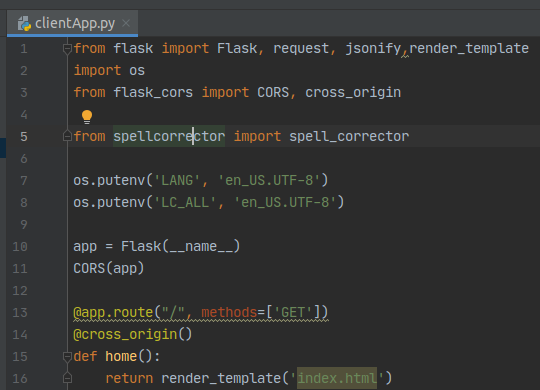 clientApp.py
1 from flask import Flask, request, jsonify,render_template
2 import os
3 from flask_cors import CORS, cross_origin
4
5 from spellcorrector import spell_corrector
6
7 os.putenv('LANG', 'en_US.UTF-8')
8 os.putenv('LC_ALL', 'en_US.UTF-8')
9
10 app = Flask(__name__)
11 CORS(app)
12
13 @app.route("/", methods=['GET'])
14 @cross_origin()
15 def home():
16     return render_template('index.html')